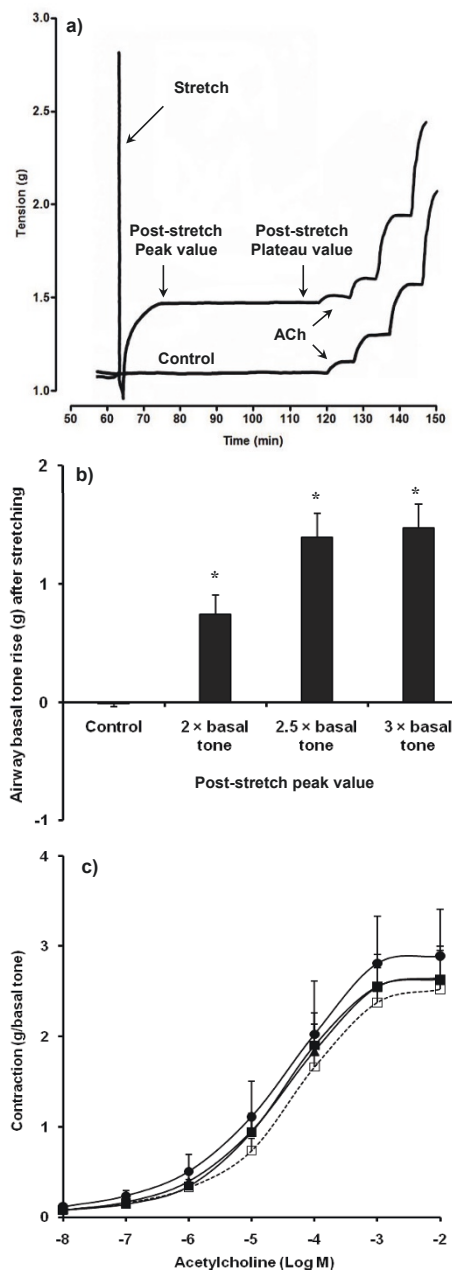 a)
3.0
2.5
2.0
1.5
1.0
Tension (g)
Stretch
Post-stretch
Peak value
Post-stretch
Plateau value
ACh
Control
50 60 70 80 90 100 110 120 130 140 150
Time (min)
b)
2
1
0
-1
Airway basal tone rise (g) after stretching
*
*
*
Control
2 × basal
tone
2.5 × basal
tone
3 × basal
tone
Post-stretch peak value
c)
4
3
2
1
0
Contraction (g/basal tone)
-8 -7 -6 -5 -4 -3 -2
Acetylcholine (Log M)